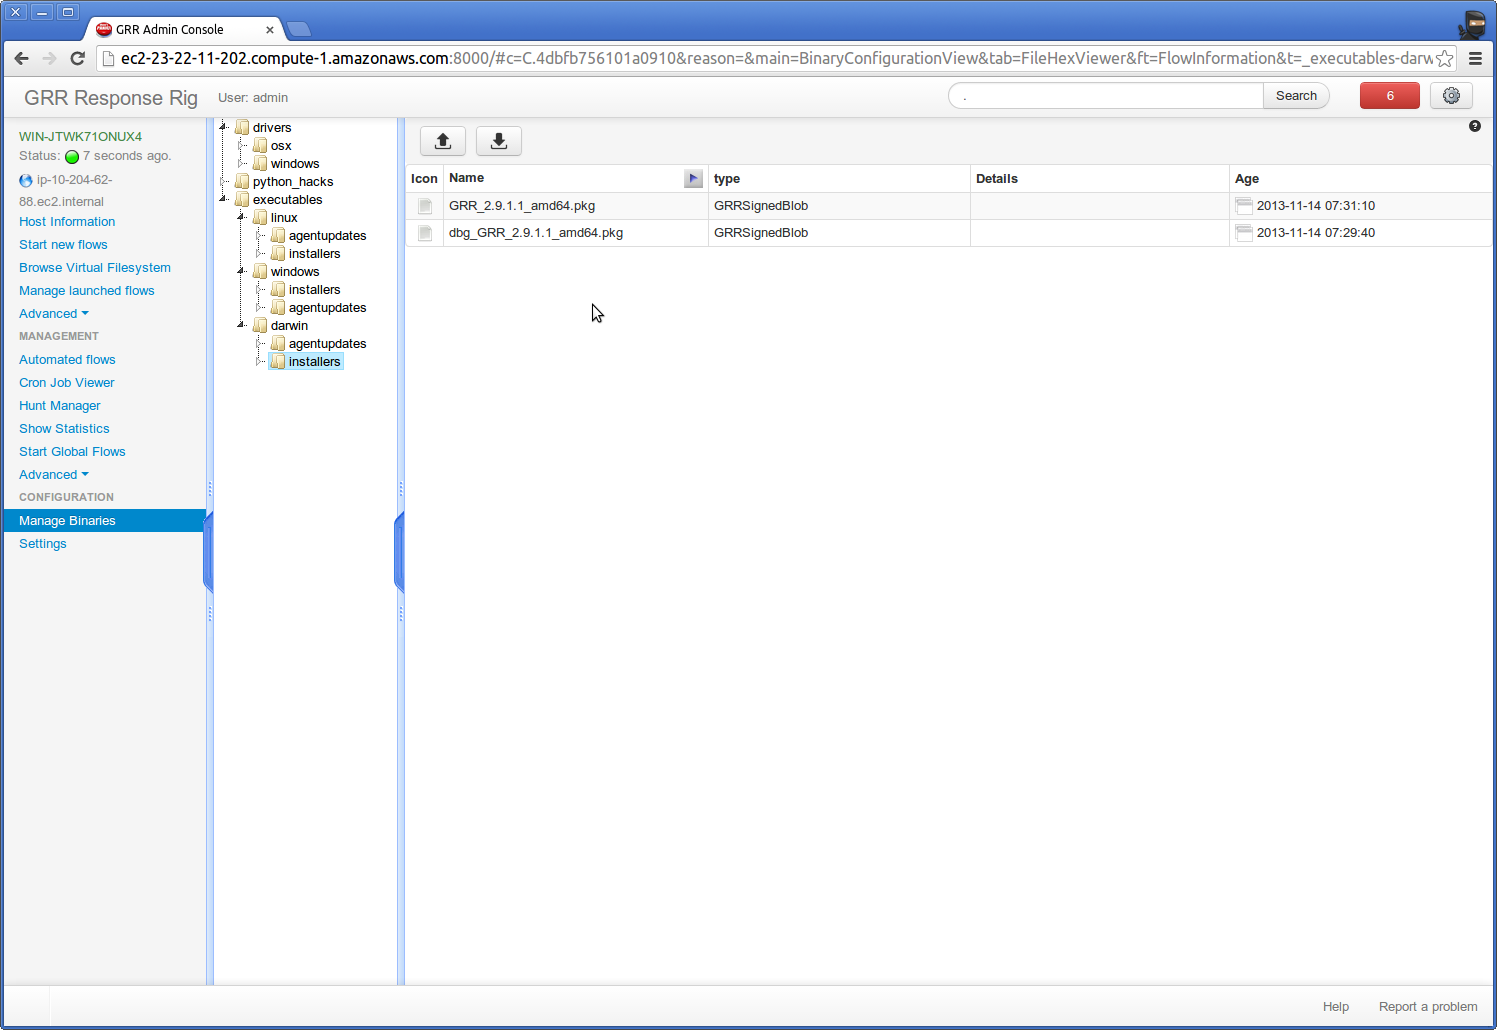 GRR Admin Console
ec2-23-22-11-202.compute-1.amazonaws.com:8000/#c=C.4dbfb756101a0910&reason=&main=BinaryConfigurationView&tab=FileHexViewer&ft=FlowInformation&t=_executables-darw
GRR Response Rig User: admin . Search 6
WIN-JTWK71ONUX4
Status: 7 seconds ago.
ip-10-204-62-
88.ec2.internal
Host Information
Start new flows
Browse Virtual Filesystem
Manage launched flows
Advanced
MANAGEMENT
Automated flows
Cron Job Viewer
Hunt Manager
Show Statistics
Start Global Flows
Advanced
CONFIGURATION
Manage Binaries
Settings
drivers
osx
windows
python_hacks
executables
linux
agentupdates
installers
windows
installers
agentupdates
darwin
agentupdates
installers
?
Icon Name type Details Age
GRR_2.9.1.1_amd64.pkg GRRSignedBlob 2013-11-14 07:31:10
dbg_GRR_2.9.1.1_amd64.pkg GRRSignedBlob 2013-11-14 07:29:40
Help Report a problem